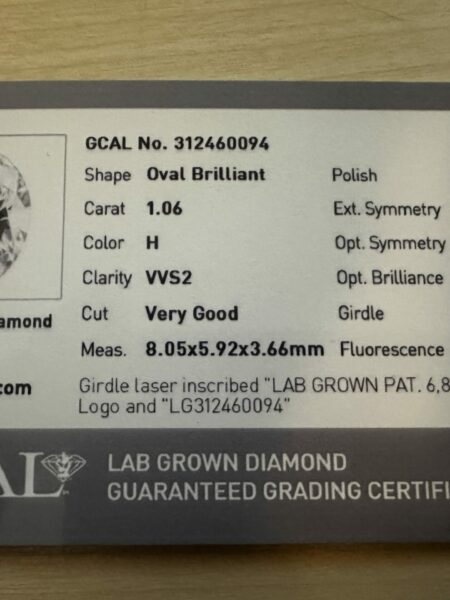 GCAL No. 312460094
Shape Oval Brilliant Polish
Carat 1.06 Ext. Symmetry
Color H Opt. Symmetry
Clarity VVS2 Opt. Brilliance
Cut Very Good Girdle
Meas. 8.05x5.92x3.66mm Fluorescence
amond
.com
Girdle laser inscribed "LAB GROWN PAT. 6,8
Logo and "LG312460094"
AL
LAB GROWN DIAMOND
GUARANTEED GRADING CERTIFI